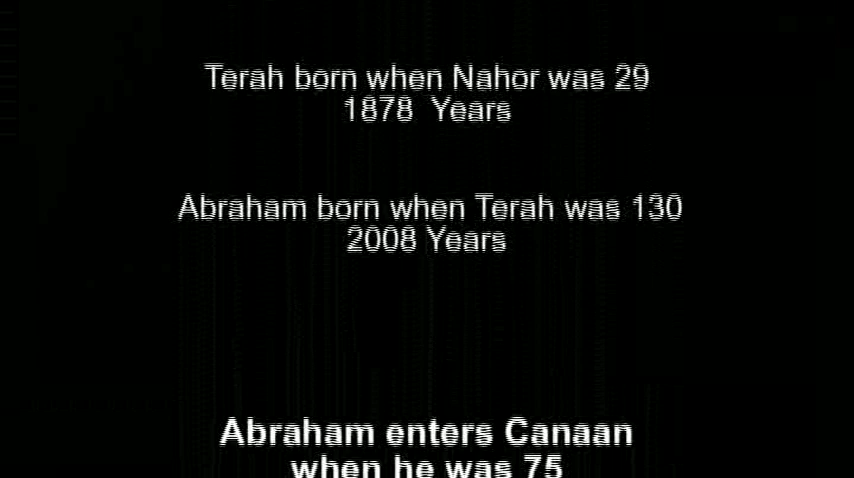 Terah born when Nahor was 29
1878 Years
Abraham born when Terah was 130
2008 Years
Abraham enters Canaan
when he was 75